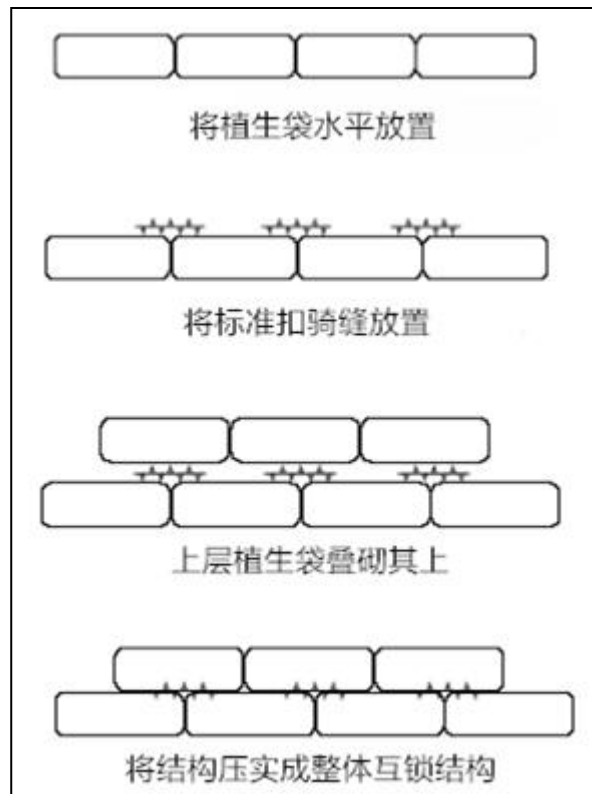 将植生袋水平放置
将标准扣骑缝放置
上层植生袋叠砌其上
将结构压实成整体互锁结构